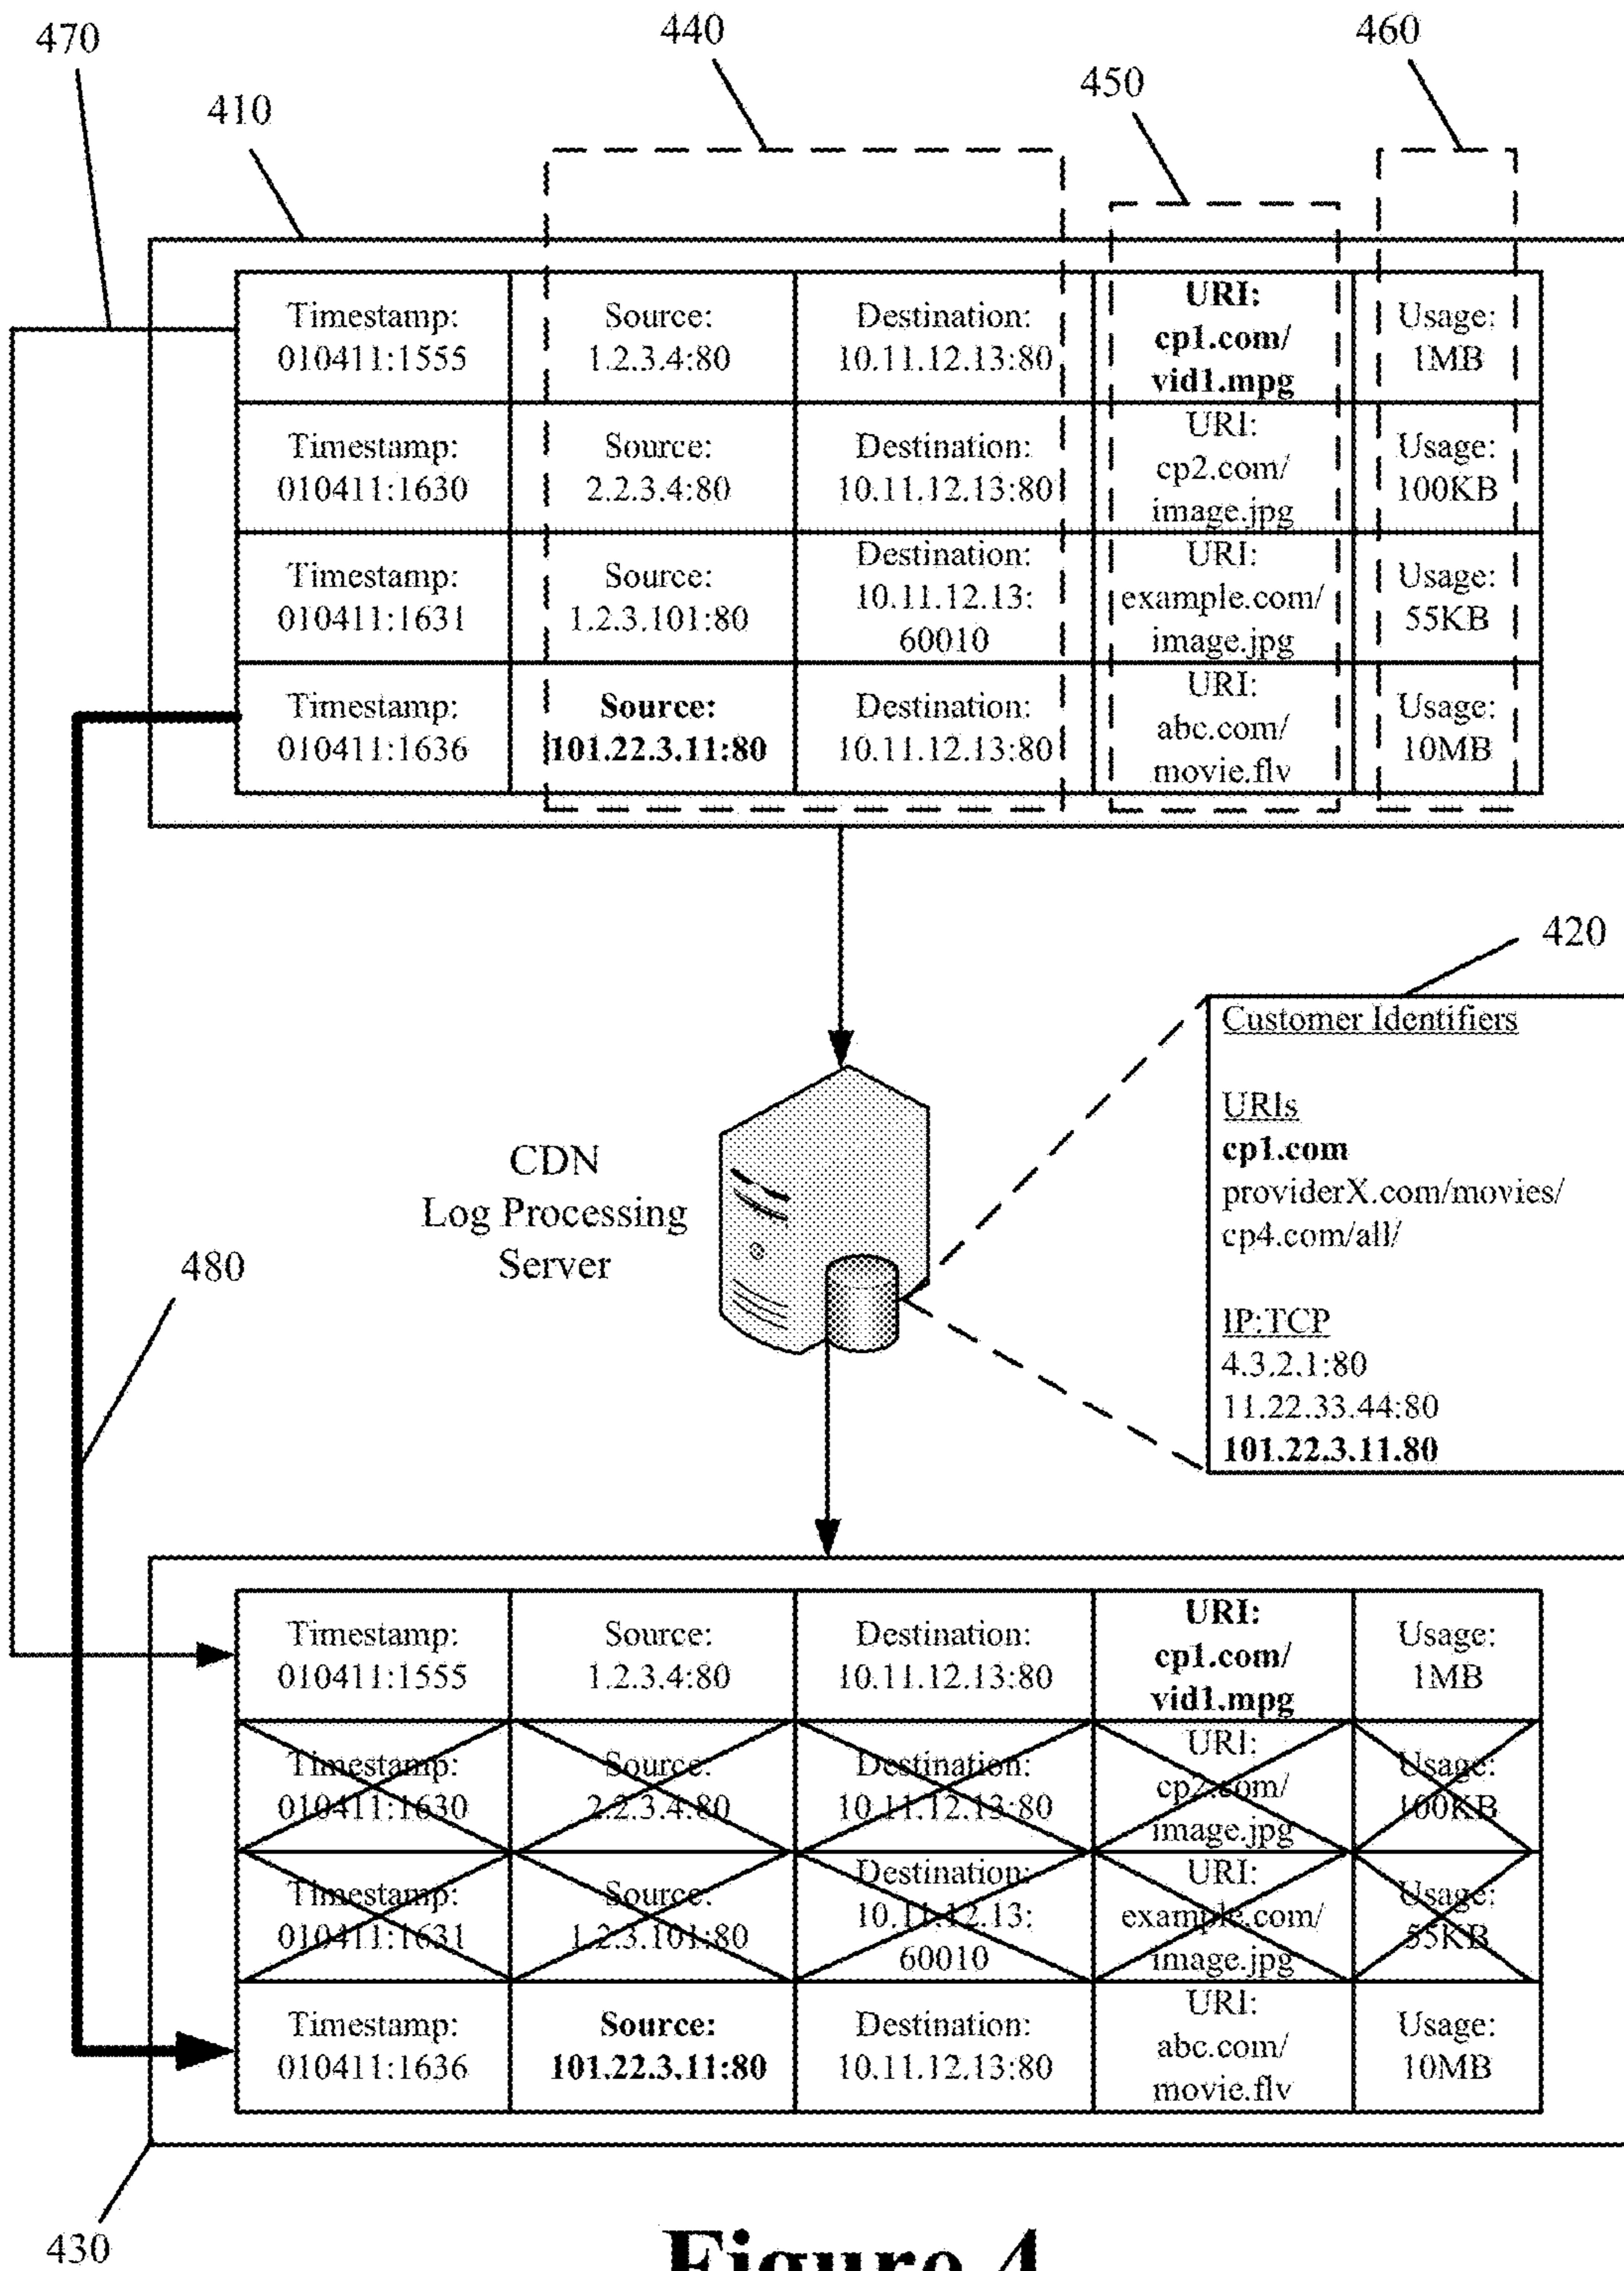 470
440
460
450
410
Timestamp:
010411:1555
Source:
1.2.3.4:80
Destination:
10.11.12.13:80
URI:
cp1.com/
vid1.mpg
Usage:
1MB
Timestamp:
010411:1630
Source:
2.2.3.4:80
Destination:
10.11.12.13:80
URI:
cp2.com/
image.jpg
Usage:
100KB
Timestamp:
010411:1631
Source:
1.2.3.101:80
Destination:
10.11.12.13:
60010
URI:
example.com/
image.jpg
Usage:
55KB
Timestamp:
010411:1636
Source:
101.22.3.11:80
Destination:
10.11.12.13:80
URI:
abc.com/
movie.flv
Usage:
10MB
420
Customer Identifiers
URIs
cp1.com
providerX.com/movies/
cp4.com/all/
IP:TCP
4.3.2.1:80
11.22.33.44:80
101.22.3.11.80
CDN
Log Processing
Server
480
Timestamp:
010411:1555
Source:
1.2.3.4:80
Destination:
10.11.12.13:80
URI:
cp1.com/
vid1.mpg
Usage:
1MB
Timestamp:
010411:1630
Source:
2.2.3.4:80
Destination:
10.11.12.13:80
URI:
cp2.com/
image.jpg
Usage:
100KB
Timestamp:
010411:1631
Source:
1.2.3.101:80
Destination:
10.11.12.13:
60010
URI:
example.com/
image.jpg
Usage:
55KB
Timestamp:
010411:1636
Source:
101.22.3.11:80
Destination:
10.11.12.13:80
URI:
abc.com/
movie.flv
Usage:
10MB
430
Figure 4